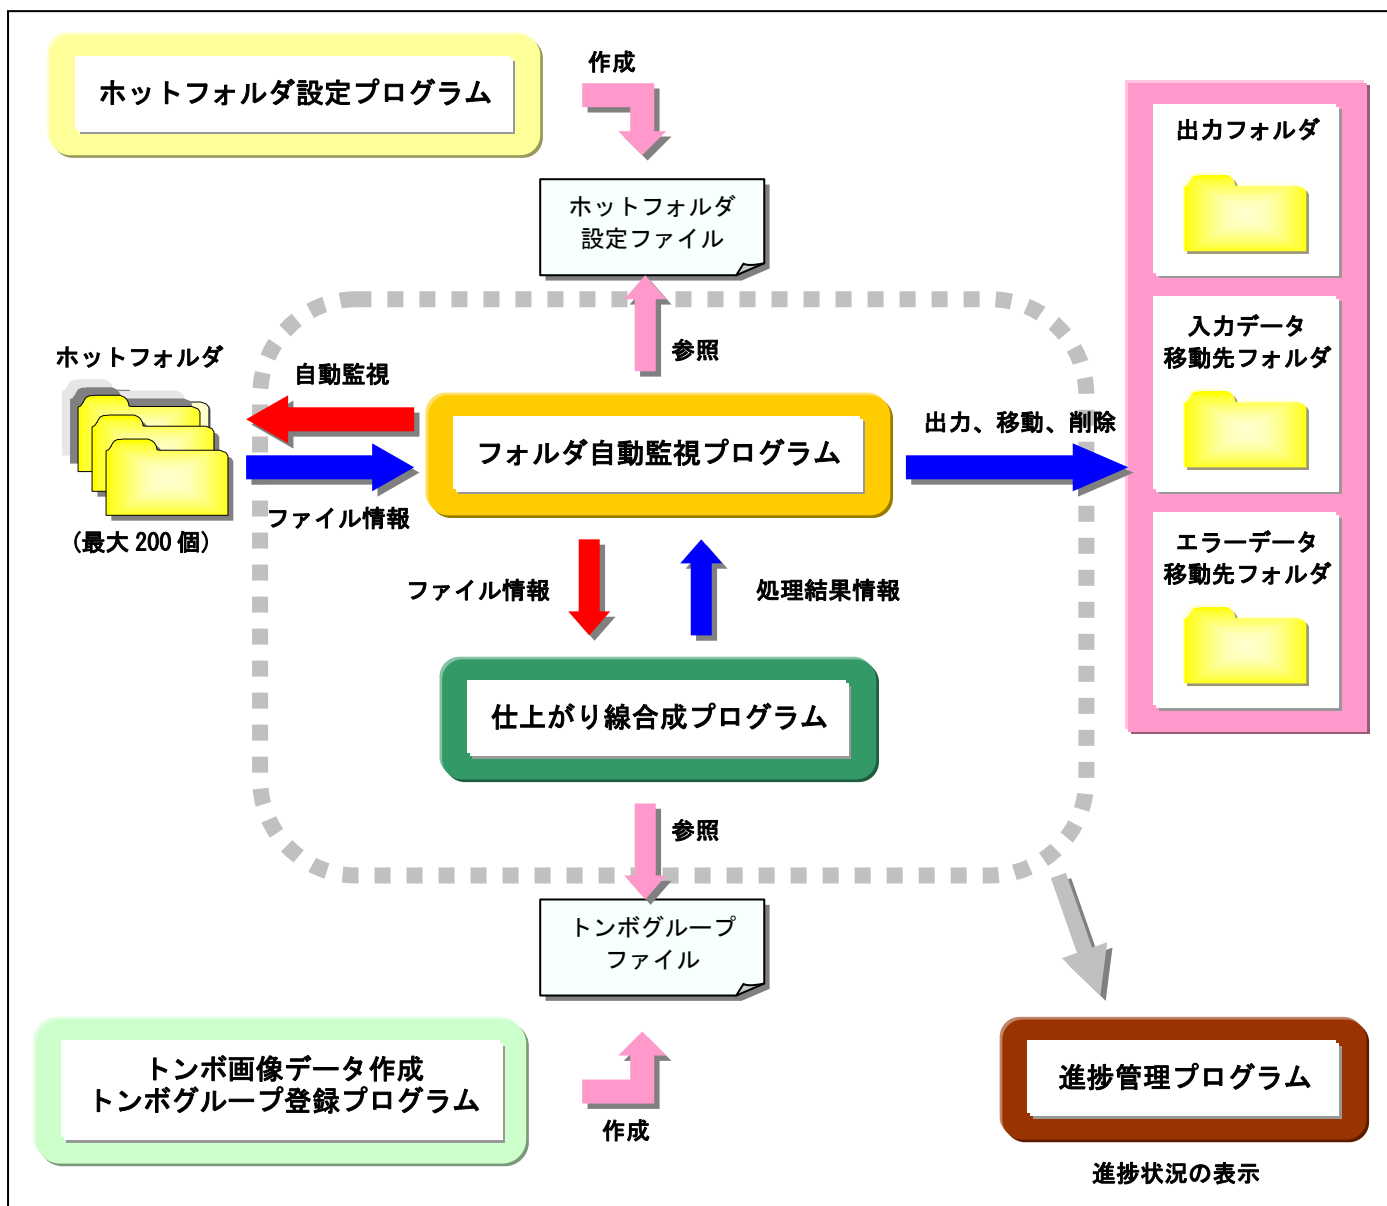 ホットフォルダ設定プログラム
作成
出力フォルダ
ホットフォルダ
設定ファイル
入力データ
移動先フォルダ
参照
ホットフォルダ
自動監視
出力、移動、削除
フォルダ自動監視プログラム
ファイル情報
(最大 200 個)
エラーデータ
移動先フォルダ
ファイル情報
処理結果情報
仕上がり線合成プログラム
参照
トンボグループ
ファイル
トンボ画像データ作成
トンボグループ登録プログラム
作成
進捗管理プログラム
進捗状況の表示